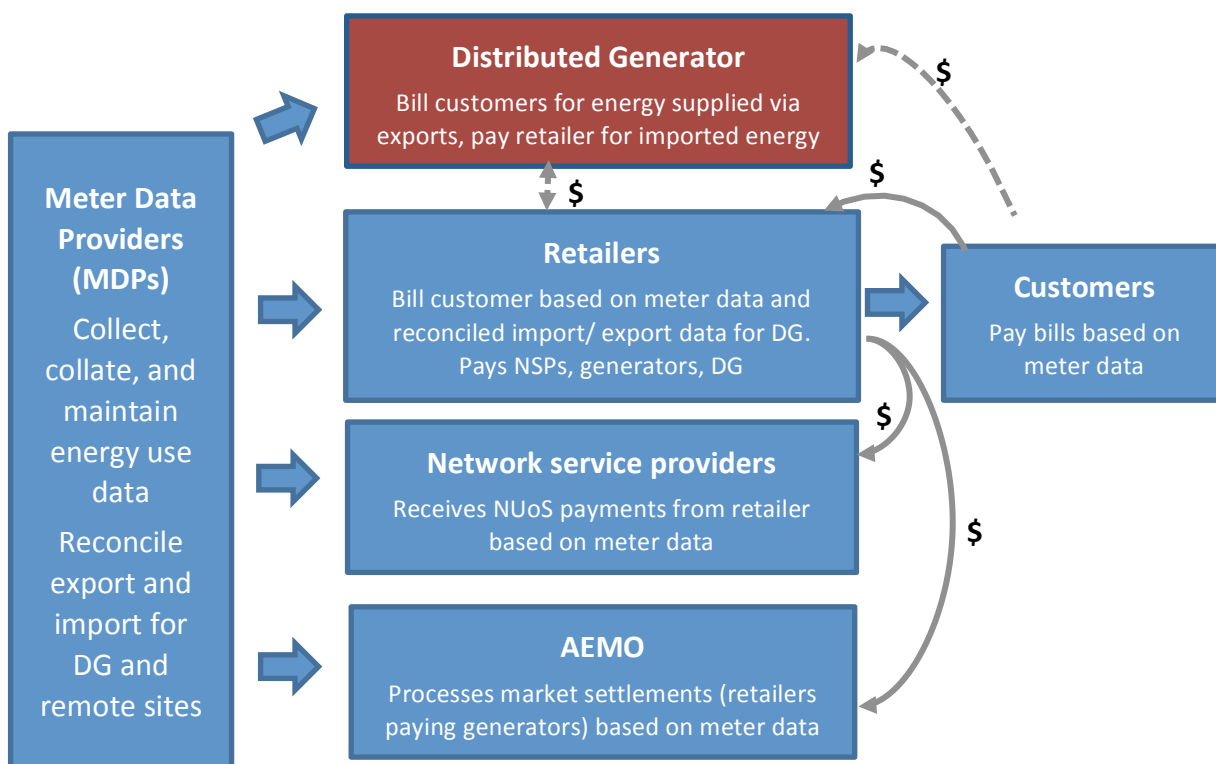 Meter Data
Providers
(MDPs)
Collect,
collate, and
maintain
energy use
data
Reconcile
export and
import for
DG and
remote sites
Distributed Generator
Bill customers for energy supplied via
exports, pay retailer for imported energy
$
$
$
Retailers
Bill customer based on meter data and
reconciled import/ export data for DG.
Pays NSPs, generators, DG
Customers
Pay bills based on
meter data
$
Network service providers
Receives NUoS payments from retailer
based on meter data
$
AEMO
Processes market settlements (retailers
paying generators) based on meter data